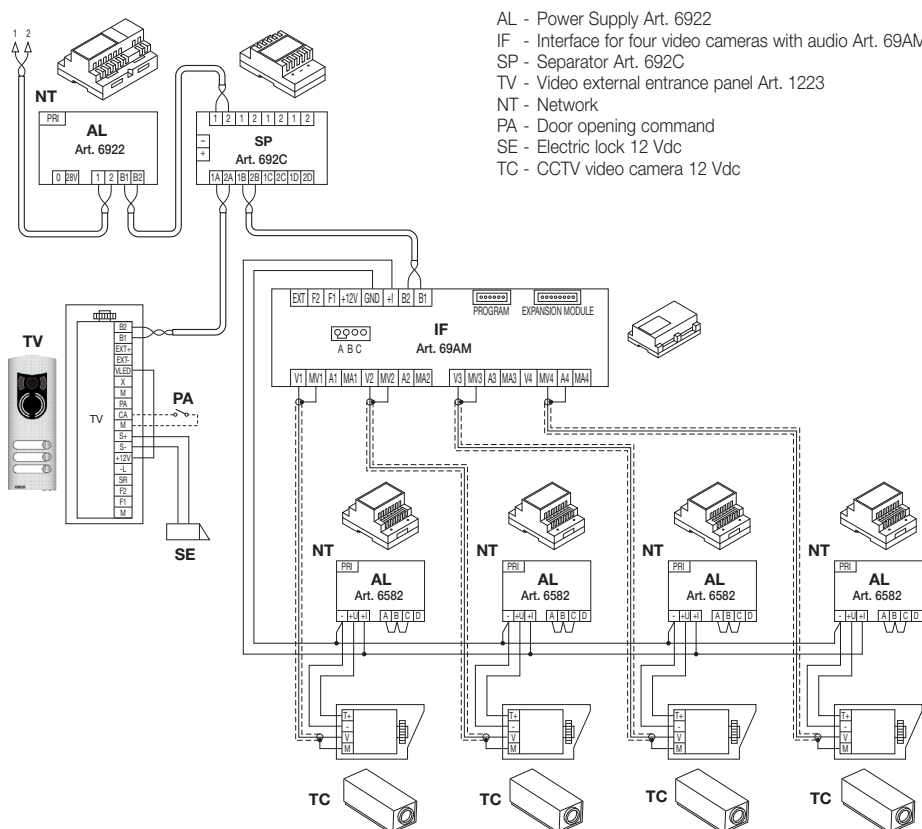 AL - Power Supply Art. 6922
IF - Interface for four video cameras with audio Art. 69AM
SP - Separator Art. 692C
TV - Video external entrance panel Art. 1223
NT - Network
PA - Door opening command
SE - Electric lock 12 Vdc
TC - CCTV video camera 12 Vdc
1 2
NT
PRI
AL
Art. 6922
0 28V 1 2 B1 B2
1 2 1 2 1 2 1 2
−
+
SP
Art. 692C
1A 2A 1B 2B 1C 2C 1D 2D
EXT F2 F1 +12V GND +I B2 B1
PROGRAM EXPANSION MODULE
A B C
IF
Art. 69AM
V1 MV1 A1 MA1 V2 MV2 A2 MA2 V3 MV3 A3 MA3 V4 MV4 A4 MA4
TV
TV
B2
B1
EXT+
EXT-
VLED
X
M
PA
CA
M
S+
S-
+12V
-L
SR
F2
F1
M
PA
SE
NT
PRI
AL
Art. 6582
- +U +I A B C D
NT
PRI
AL
Art. 6582
- +U +I A B C D
NT
PRI
AL
Art. 6582
- +U +I A B C D
NT
PRI
AL
Art. 6582
- +U +I A B C D
T+
-
V
M
T+
-
V
M
T+
-
V
M
T+
-
V
M
TC
TC
TC
TC